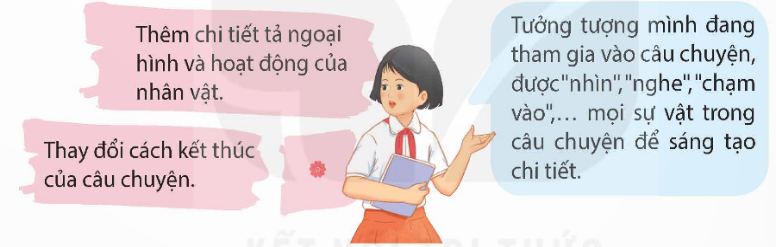 Thêm chi tiết tả ngoại
hình và hoạt động của
nhân vật.
Thay đổi cách kết thúc
của câu chuyện.
Tưởng tượng mình đang
tham gia vào câu chuyện,
được"nhìn","nghe","chạm
vào",... mọi sự vật trong
câu chuyện để sáng tạo
chi tiết.